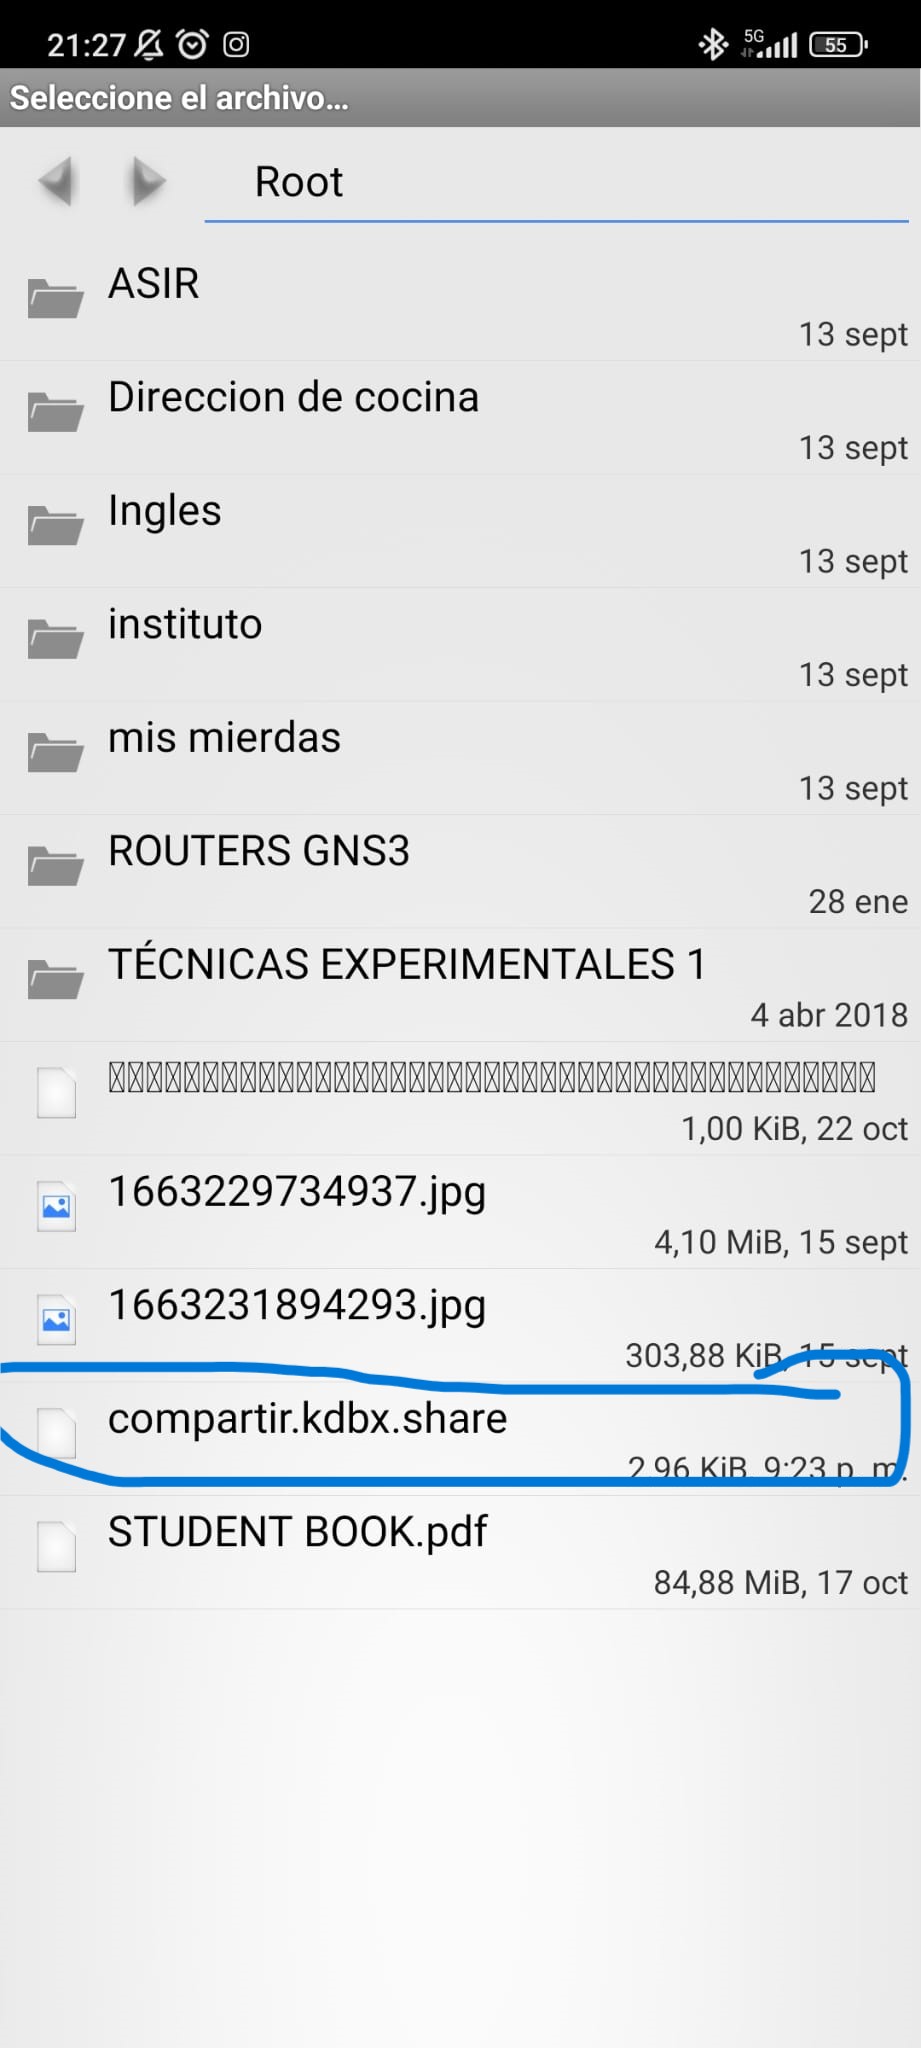 21:27
5G
55
Seleccione el archivo...
Root
ASIR
13 sept
Direccion de cocina
13 sept
Ingles
13 sept
instituto
13 sept
mis mierdas
13 sept
ROUTERS GNS3
28 ene
TÉCNICAS EXPERIMENTALES 1
4 abr 2018
1,00 KiB, 22 oct
1663229734937.jpg
4,10 MiB, 15 sept
1663231894293.jpg
303,88 KiB, 15 sept
compartir.kdbx.share
2,96 KiB, 9:23 p. m.
STUDENT BOOK.pdf
84,88 MiB, 17 oct